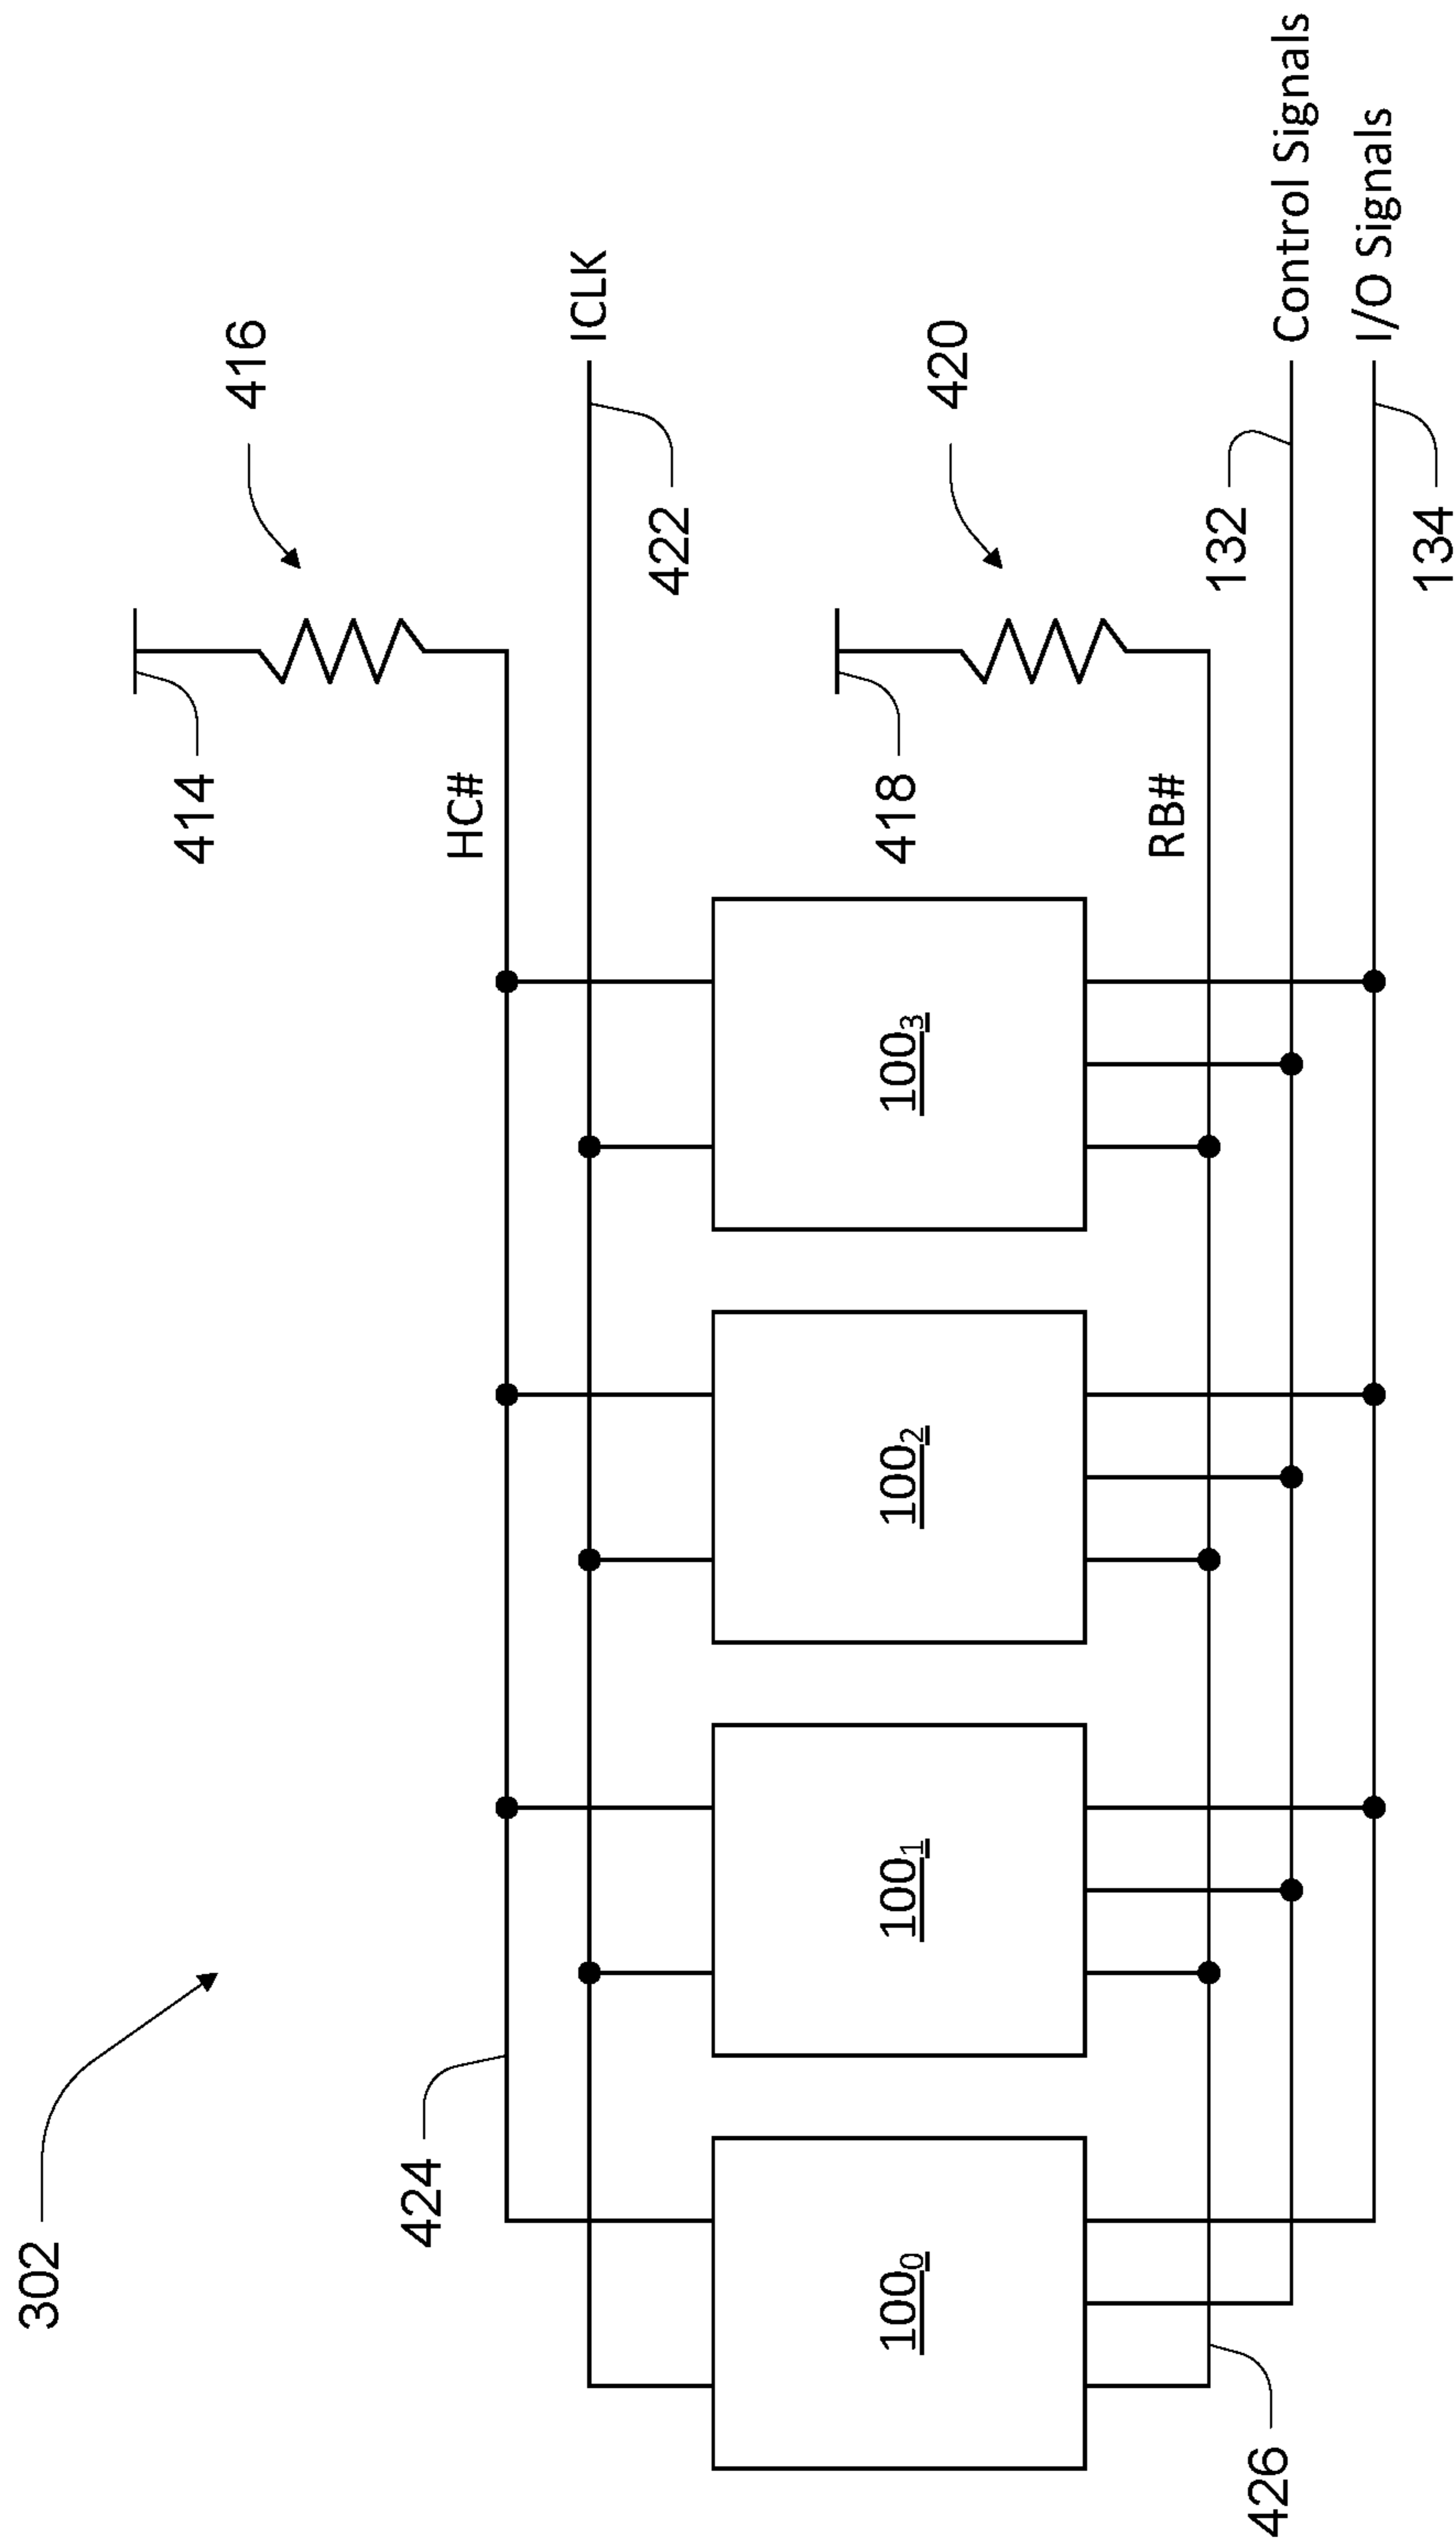 302
416
414
HC#
424
ICLK
422
420
418
RB#
100₀
100₁
100₂
100₃
426
132
Control Signals
I/O Signals
134